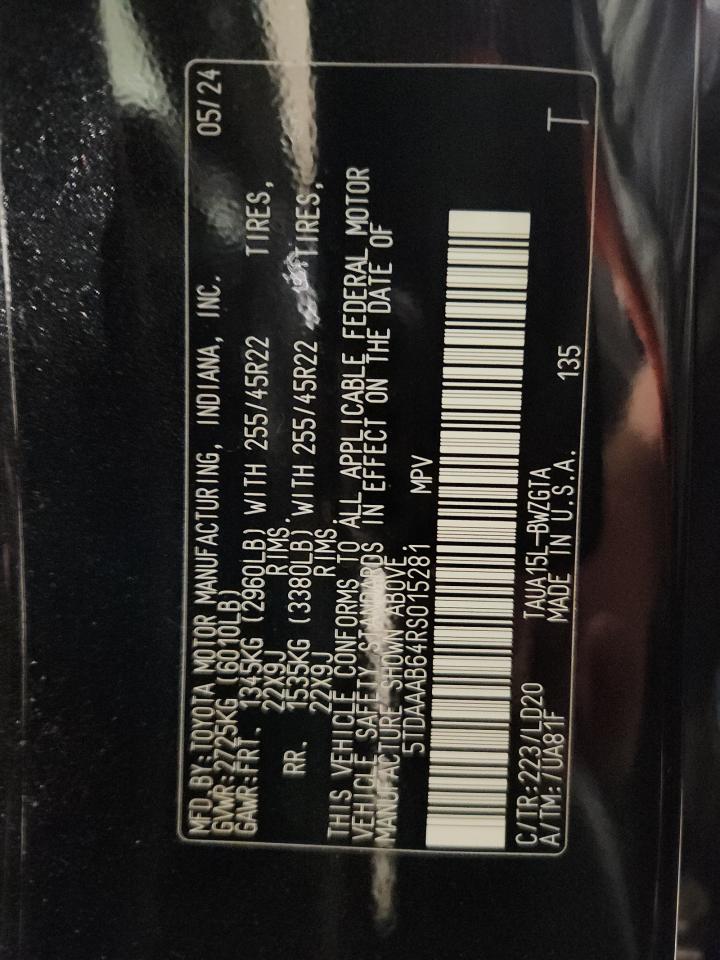 MFD.BY:TOYOTA MOTOR MANUFACTURING, INDIANA, INC. 05/24
GVWR:2725KG (6010LB)
GAWR:FRT. 1345KG (2960LB) WITH 255/45R22 TIRES,
22X9J RIMS.
RR. 1535KG (3380LB) WITH 255/45R22 TIRES,
22X9J RIMS.
THIS VEHICLE CONFORMS TO ALL APPLICABLE FEDERAL MOTOR
VEHICLE SAFETY STANDARDS IN EFFECT ON THE DATE OF
MANUFACTURE SHOWN ABOVE.
5TDAAAB64RS015281 MPV
C/TR:223/LD20 TAUA15L-BWZGTA T
A/TM:/UA81F MADE IN U.S.A. 135